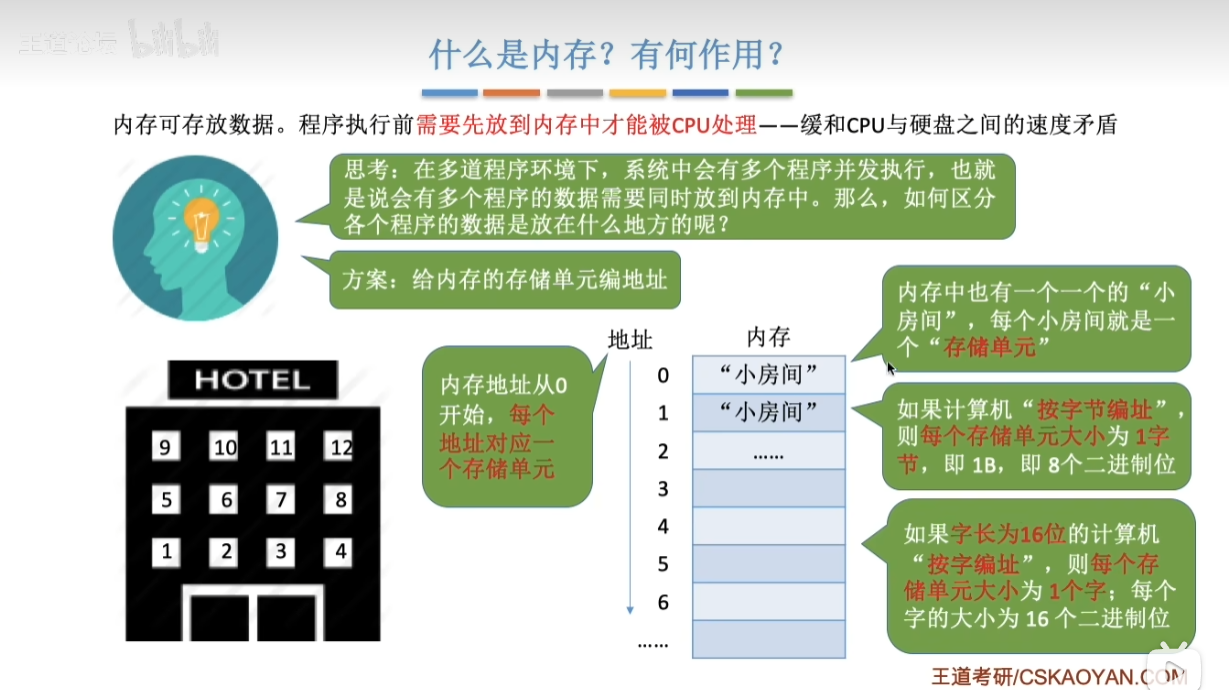 王道论坛 bilibili
什么是内存？有何作用？
内存可存放数据。程序执行前需要先放到内存中才能被CPU处理——缓和CPU与硬盘之间的速度矛盾
思考：在多道程序环境下，系统中会有多个程序并发执行，也就
是说会有多个程序的数据需要同时放到内存中。那么，如何区分
各个程序的数据是放在什么地方的呢？
方案：给内存的存储单元编地址
HOTEL
9 10 11 12
5 6 7 8
1 2 3 4
内存地址从0
开始，每个
地址对应一
个存储单元
地址 内存
0 “小房间”
1 “小房间”
2 ……
3
4
5
6
……
内存中也有一个一个的“小
房间”，每个小房间就是一
个“存储单元”
如果计算机“按字节编址”，
则每个存储单元大小为 1字
节，即 1B，即 8个二进制位
如果字长为16位的计算机
“按字编址”，则每个存
储单元大小为 1个字；每个
字的大小为 16 个二进制位
王道考研/CSKAOYAN.COM